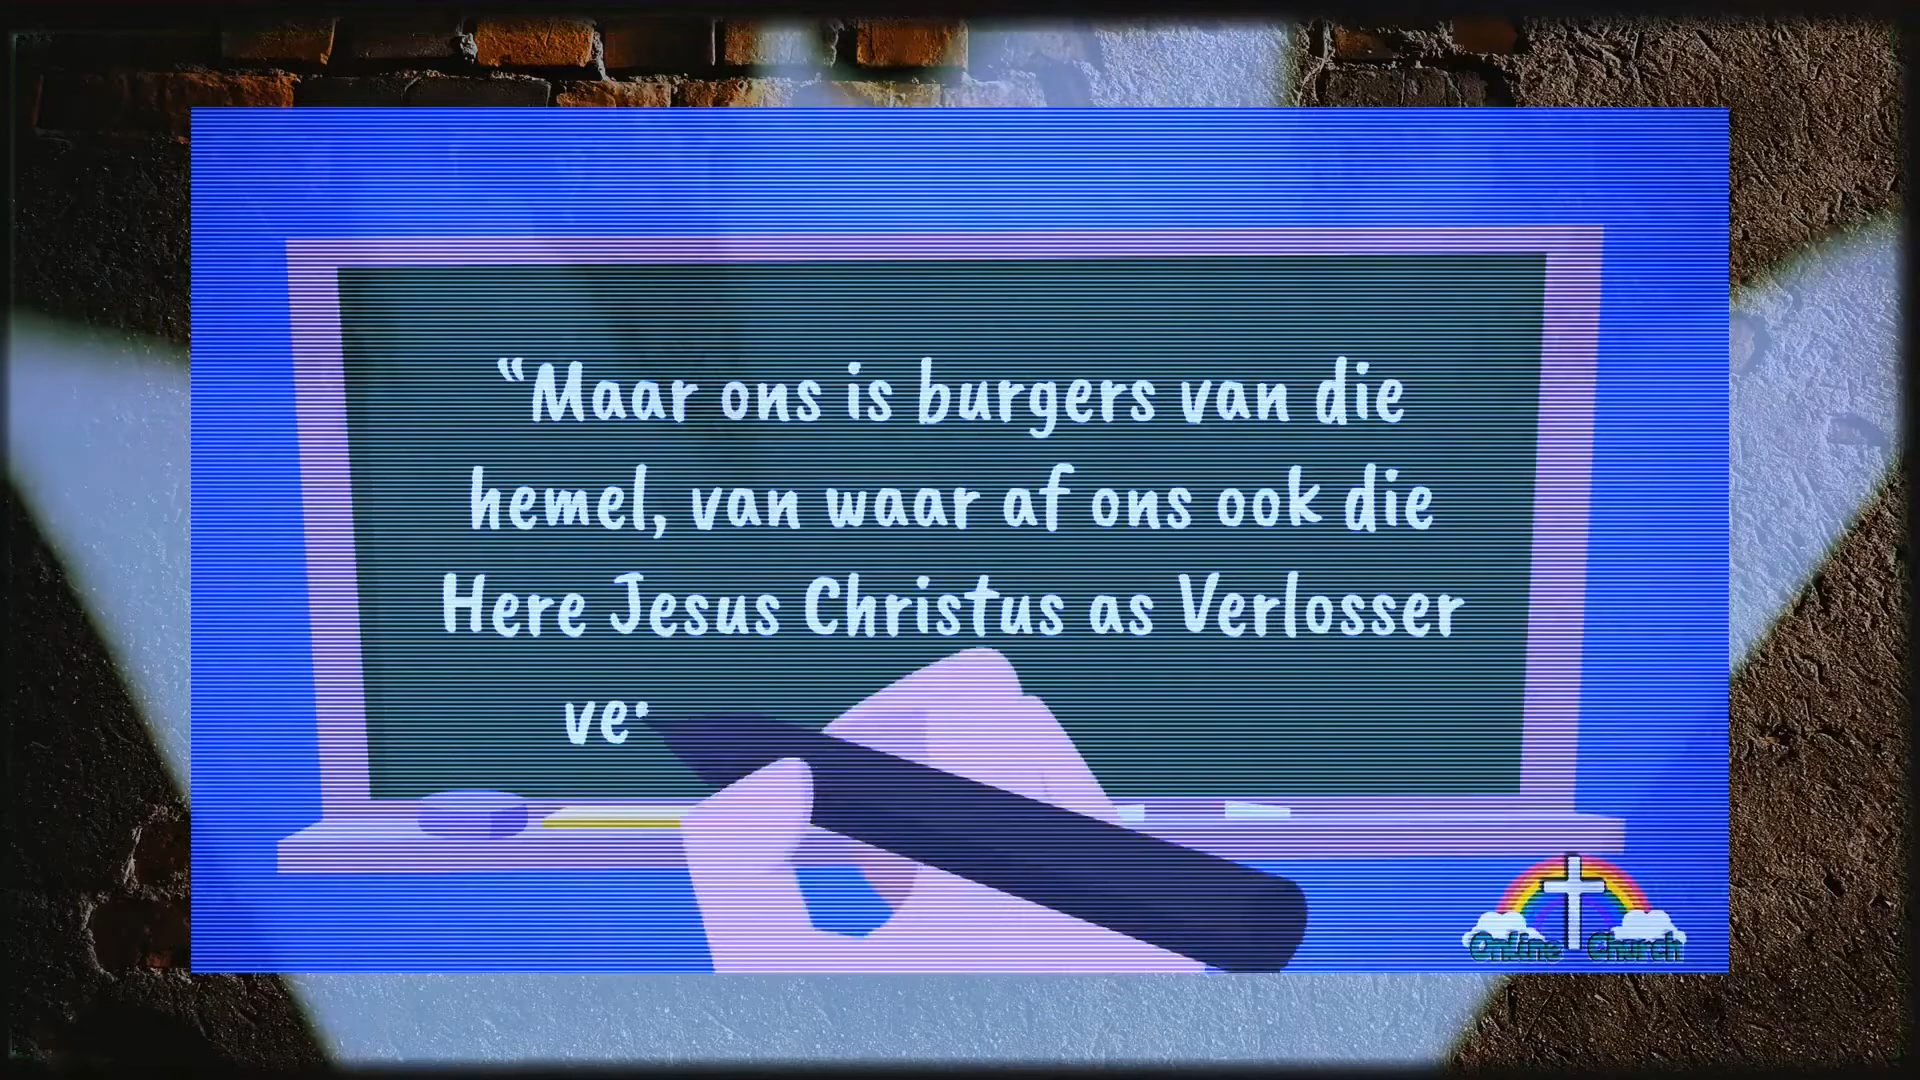 “Maar ons is burgers van die
hemel, van waar af ons ook die
Here Jesus Christus as Verlosser
ve
OnLine Church